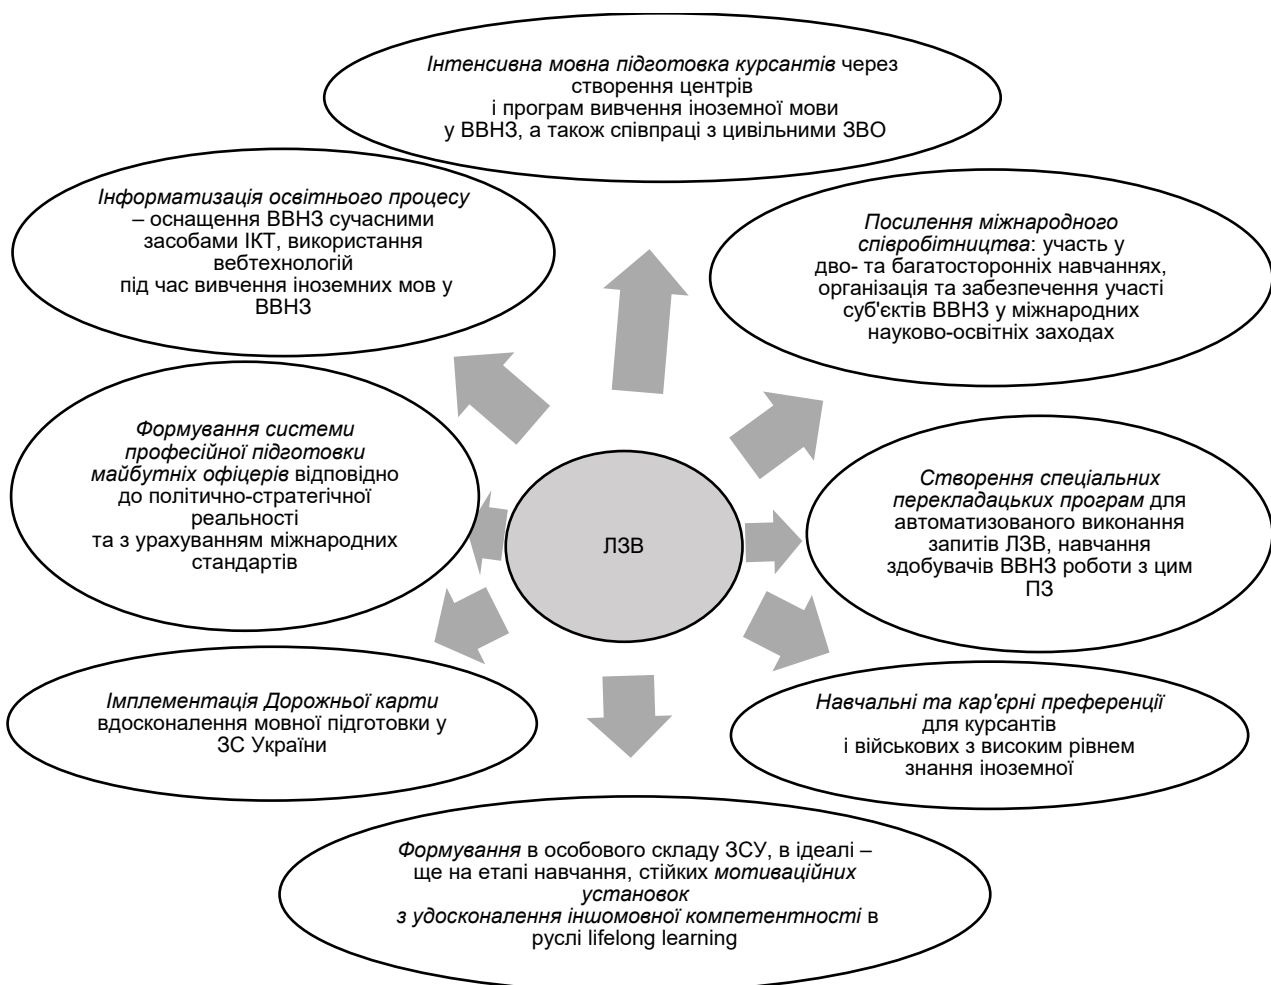 Інтенсивна мовна підготовка курсантів через
створення центрів
і програм вивчення іноземної мови
у ВВНЗ, а також співпраці з цивільними ЗВО
Інформатизація освітнього процесу
– оснащення ВВНЗ сучасними
засобами ІКТ, використання
вебтехнологій
під час вивчення іноземних мов у
ВВНЗ
Посилення міжнародного
співробітництва: участь у
дво- та багатосторонніх навчаннях,
організація та забезпечення участі
суб'єктів ВВНЗ у міжнародних
науково-освітніх заходах
Формування системи
професійної підготовки
майбутніх офіцерів відповідно
до політично-стратегічної
реальності
та з урахуванням міжнародних
стандартів
ЛЗВ
Створення спеціальних
перекладацьких програм для
автоматизованого виконання
запитів ЛЗВ, навчання
здобувачів ВВНЗ роботи з цим
ПЗ
Імплементація Дорожньої карти
вдосконалення мовної підготовки у
ЗС України
Навчальні та кар'єрні преференції
для курсантів
і військових з високим рівнем
знання іноземної
Формування в особового складу ЗСУ, в ідеалі –
ще на етапі навчання, стійких мотиваційних
установок
з удосконалення іншомовної компетентності в
руслі lifelong learning